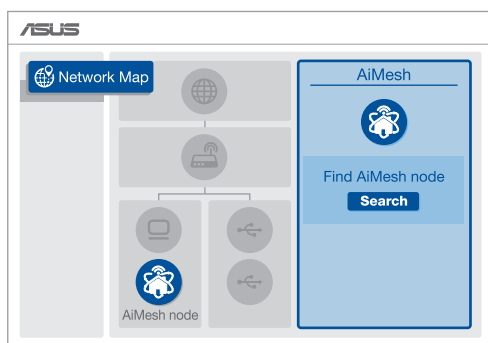 ASUS
Network Map
AiMesh
Find AiMesh node
Search
AiMesh node